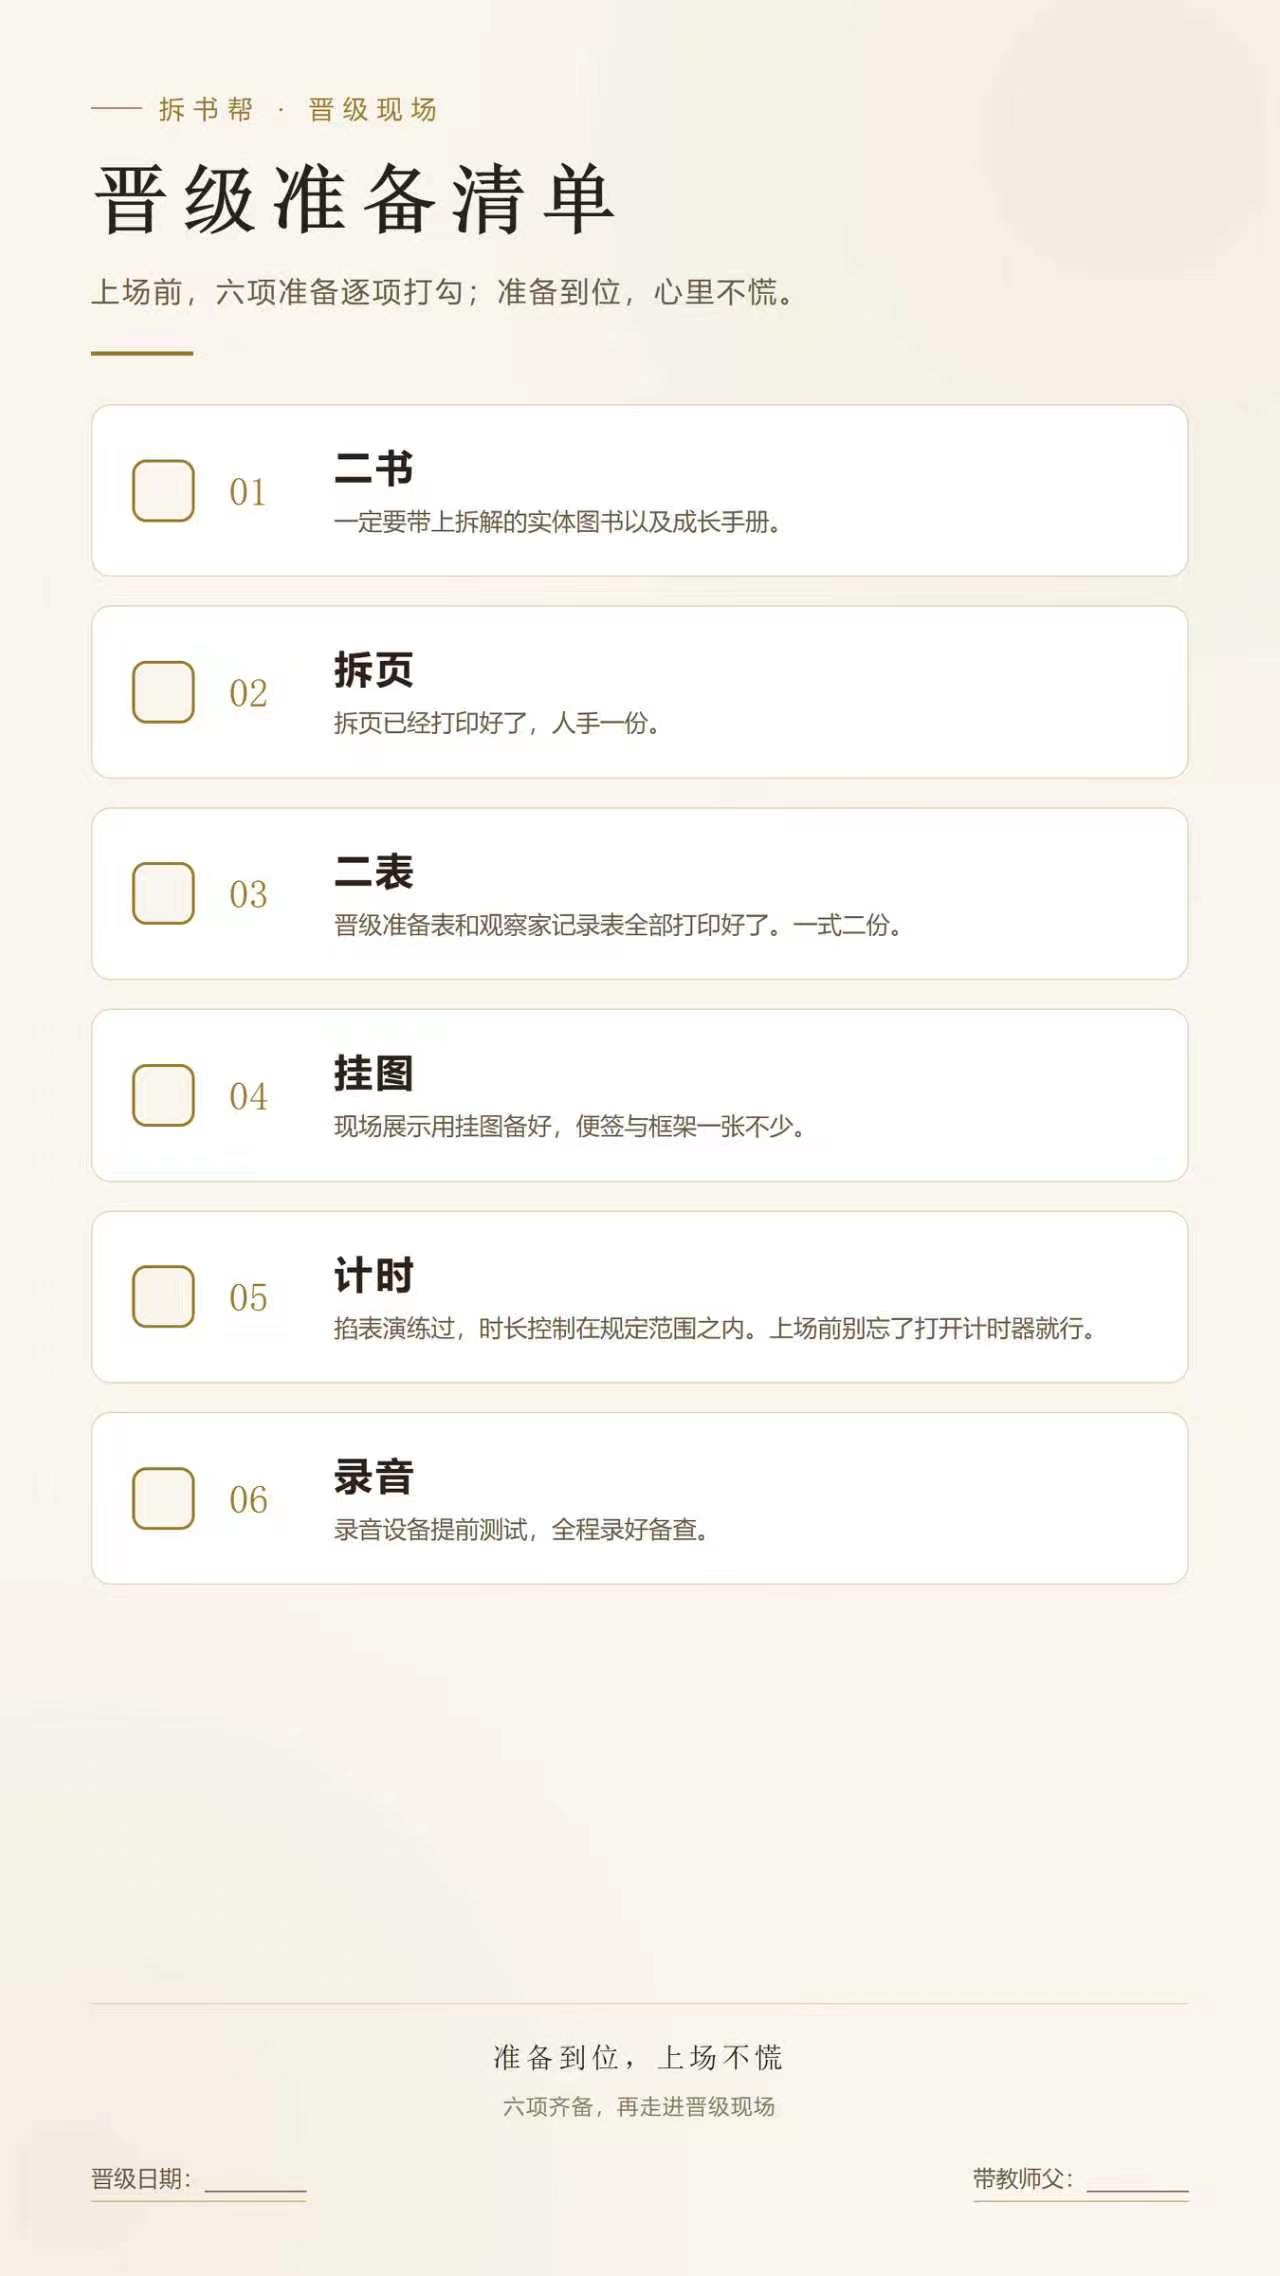 拆书帮 · 晋级现场
晋级准备清单
上场前，六项准备逐项打勾；准备到位，心里不慌。
01
二书
一定要带上拆解的实体图书以及成长手册。
02
拆页
拆页已经打印好了，人手一份。
03
二表
晋级准备表和观察家记录表全部打印好了。一式二份。
04
挂图
现场展示用挂图备好，便签与框架一张不少。
05
计时
掐表演练过，时长控制在规定范围之内。上场前别忘了打开计时器就行。
06
录音
录音设备提前测试，全程录好备查。
准备到位，上场不慌
六项齐备，再走进晋级现场
晋级日期：________
带教师父：________